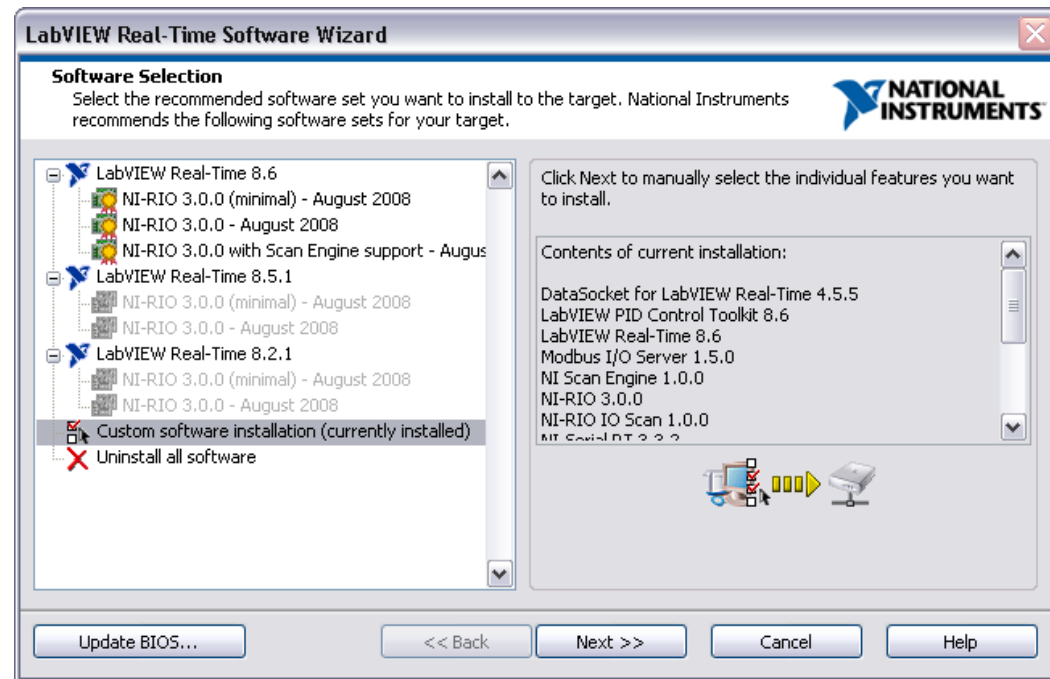 LabVIEW Real-Time Software Wizard
Software Selection
Select the recommended software set you want to install to the target. National Instruments
recommends the following software sets for your target.
NATIONAL
INSTRUMENTS
LabVIEW Real-Time 8.6
NI-RIO 3.0.0 (minimal) - August 2008
NI-RIO 3.0.0 - August 2008
NI-RIO 3.0.0 with Scan Engine support - Augus
LabVIEW Real-Time 8.5.1
NI-RIO 3.0.0 (minimal) - August 2008
NI-RIO 3.0.0 - August 2008
LabVIEW Real-Time 8.2.1
NI-RIO 3.0.0 (minimal) - August 2008
NI-RIO 3.0.0 - August 2008
Custom software installation (currently installed)
Uninstall all software
Click Next to manually select the individual features you want
to install.
Contents of current installation:
DataSocket for LabVIEW Real-Time 4.5.5
LabVIEW PID Control Toolkit 8.6
LabVIEW Real-Time 8.6
Modbus I/O Server 1.5.0
NI Scan Engine 1.0.0
NI-RIO 3.0.0
NI-RIO IO Scan 1.0.0
NI Serial RT 3.3.2
Update BIOS...
<< Back
Next >>
Cancel
Help